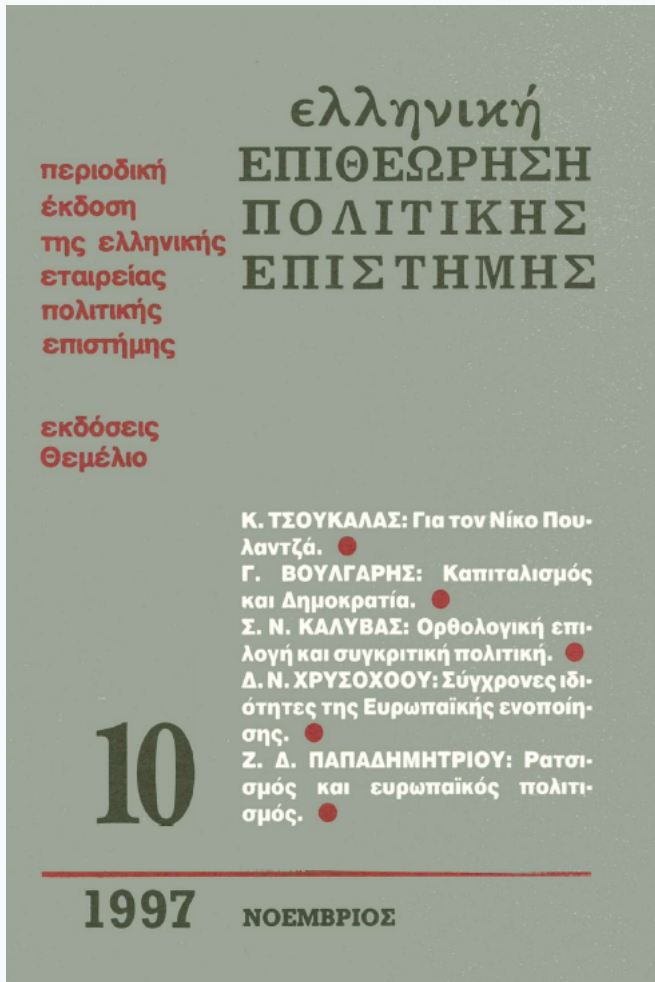 ελληνική
ΕΠΙΘΕΩΡΗΣΗ
ΠΟΛΙΤΙΚΗΣ
ΕΠΙΣΤΗΜΗΣ
περιοδική
έκδοση
της ελληνικής
εταιρείας
πολιτικής
επιστήμης
εκδόσεις
Θεμέλιο
Κ. ΤΣΟΥΚΑΛΑΣ: Για τον Νίκο Που-
λαντζά.
Γ. ΒΟΥΛΓΑΡΗΣ: Καπιταλισμός
και Δημοκρατία.
Σ. Ν. ΚΑΛΥΒΑΣ: Ορθολογική επι-
λογή και συγκριτική πολιτική.
Δ. Ν. ΧΡΥΣΟΧΟΟΥ: Σύγχρονες ιδι-
ότητες της Ευρωπαϊκής ενοποίη-
σης.
Ζ. Δ. ΠΑΠΑΔΗΜΗΤΡΙΟΥ: Ρατσι-
σμός και ευρωπαϊκός πολιτι-
σμός.
10
1997 ΝΟΕΜΒΡΙΟΣ